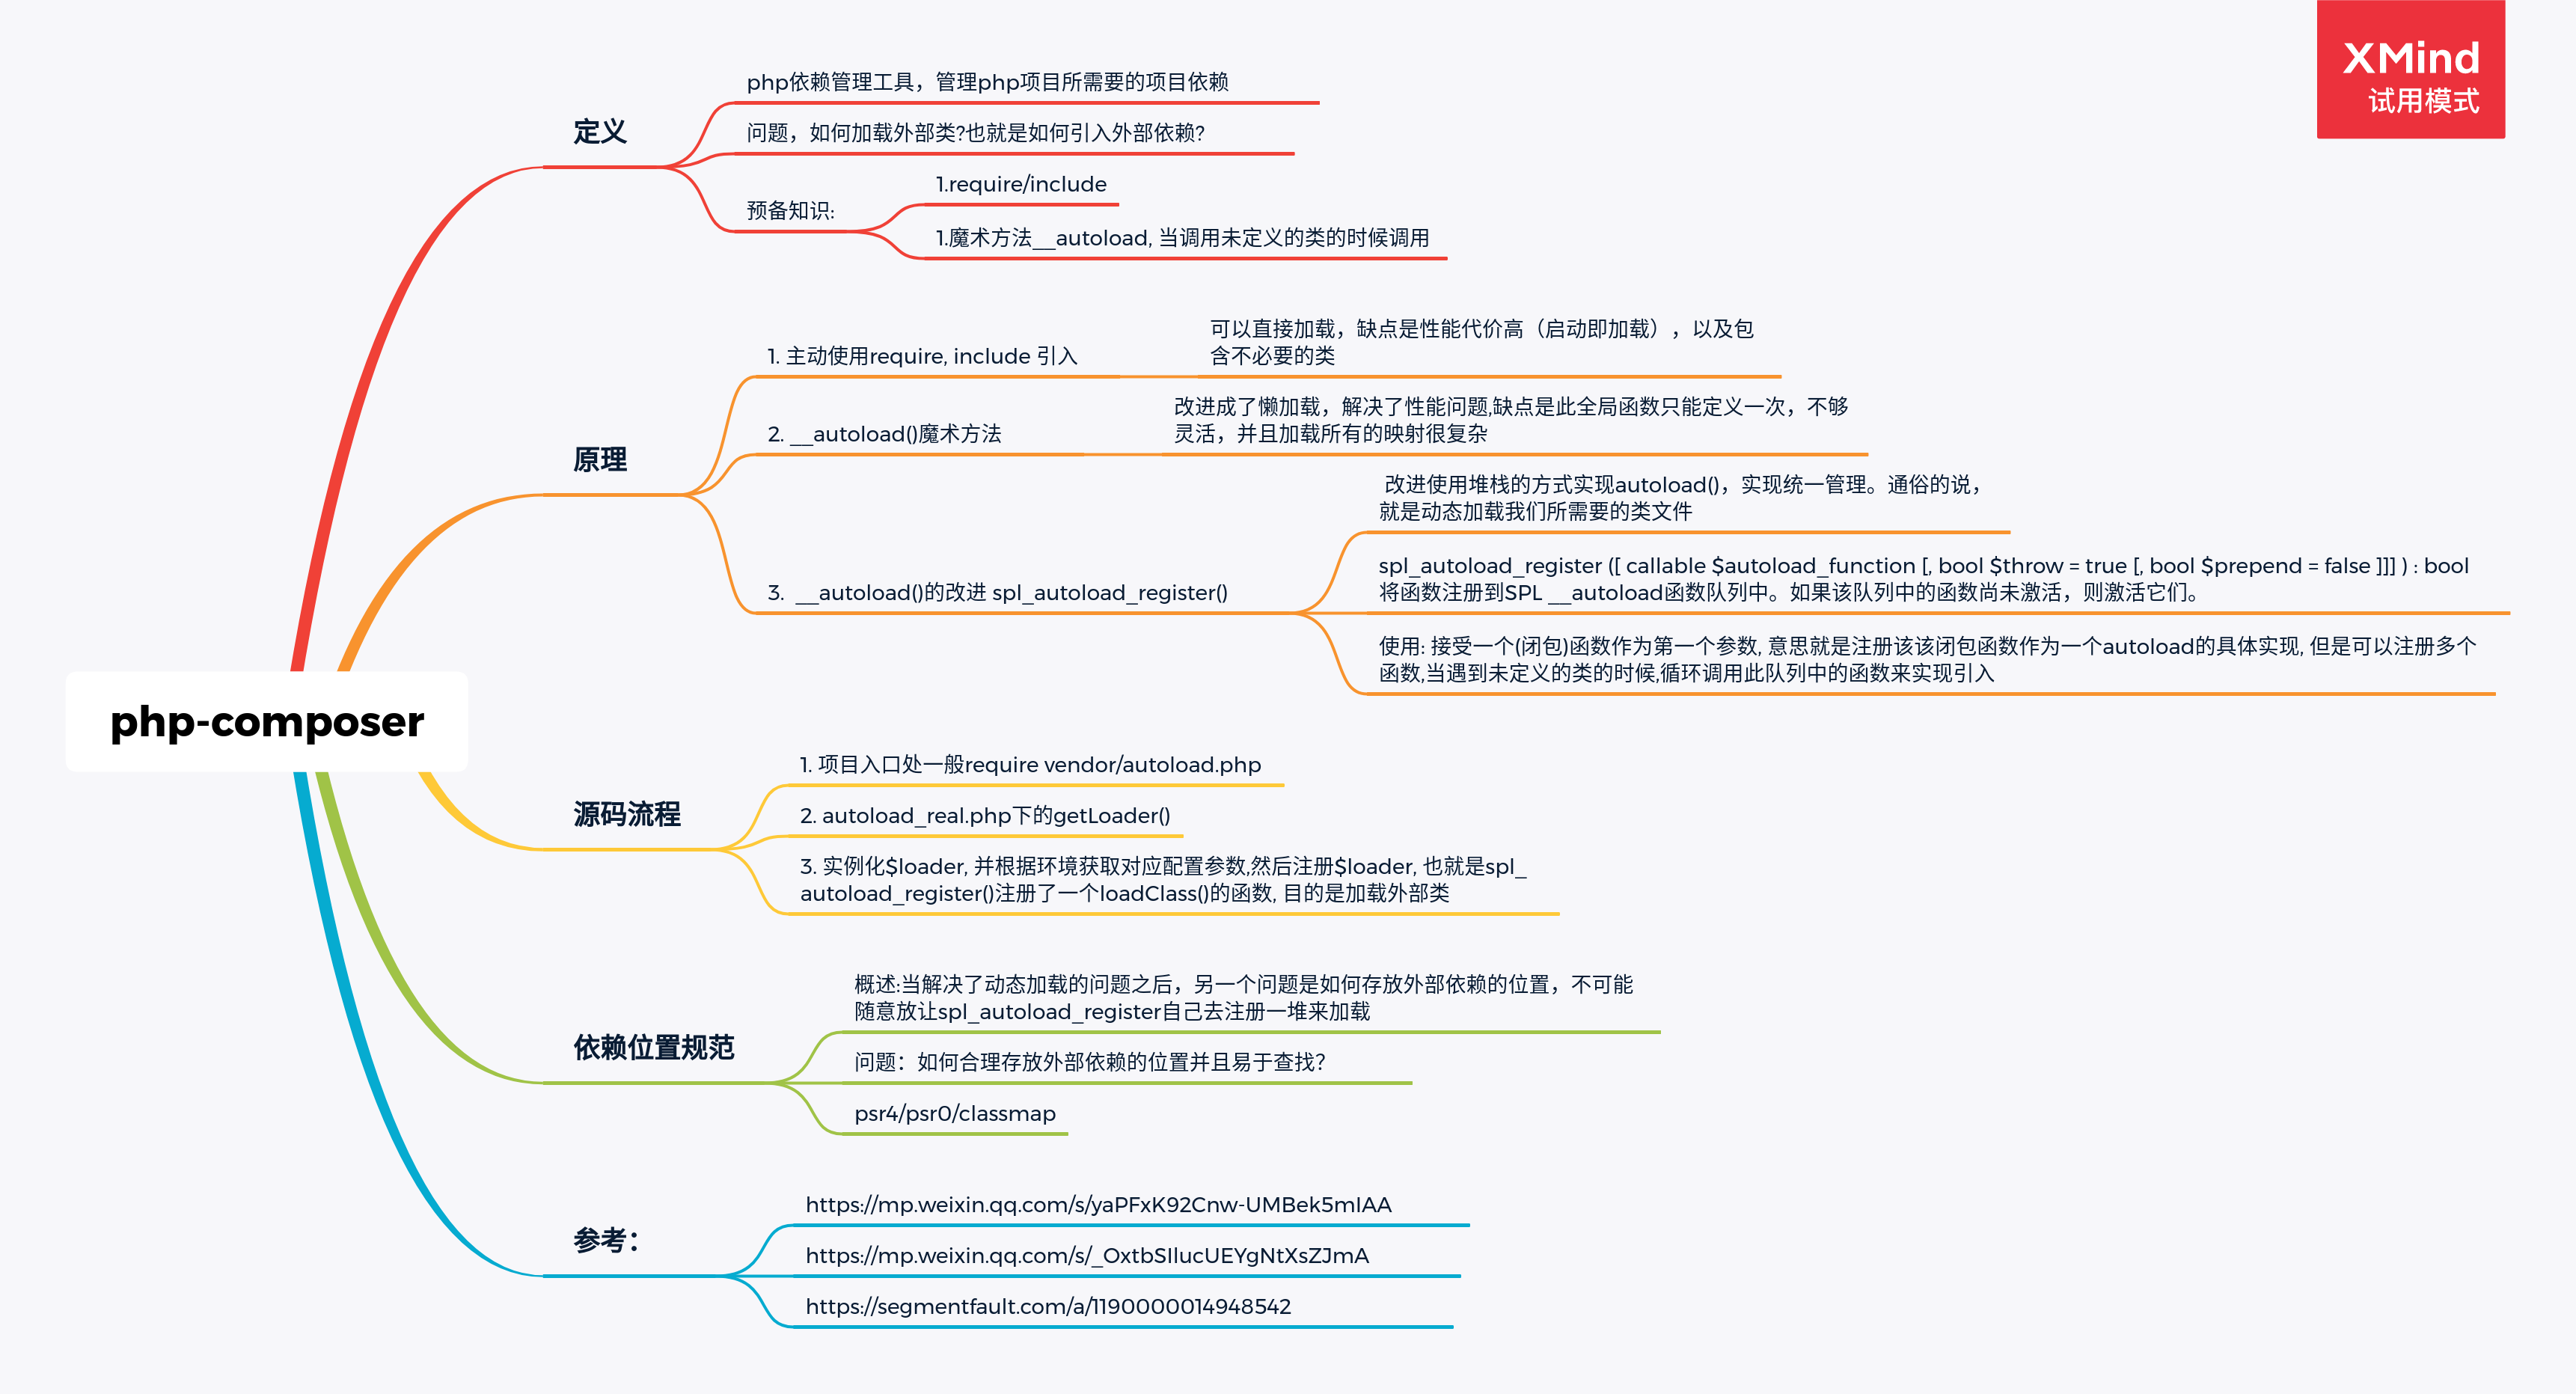 XMind
试用模式
php-composer
定义
php依赖管理工具，管理php项目所需要的项目依赖
问题，如何加载外部类?也就是如何引入外部依赖?
预备知识:
1.require/include
1.魔术方法__autoload, 当调用未定义的类的时候调用
原理
1. 主动使用require, include 引入
可以直接加载，缺点是性能代价高（启动即加载），以及包
含不必要的类
2. __autoload()魔术方法
改进成了懒加载，解决了性能问题,缺点是此全局函数只能定义一次，不够
灵活，并且加载所有的映射很复杂
3. __autoload()的改进 spl_autoload_register()
改进使用堆栈的方式实现autoload()，实现统一管理。通俗的说，
就是动态加载我们所需要的类文件
spl_autoload_register ([ callable $autoload_function [, bool $throw = true [, bool $prepend = false ]]] ) : bool
将函数注册到SPL __autoload函数队列中。如果该队列中的函数尚未激活，则激活它们。
使用: 接受一个(闭包)函数作为第一个参数, 意思就是注册该该闭包函数作为一个autoload的具体实现, 但是可以注册多个
函数,当遇到未定义的类的时候,循环调用此队列中的函数来实现引入
源码流程
1. 项目入口处一般require vendor/autoload.php
2. autoload_real.php下的getLoader()
3. 实例化$loader, 并根据环境获取对应配置参数,然后注册$loader, 也就是spl_
autoload_register()注册了一个loadClass()的函数, 目的是加载外部类
依赖位置规范
概述:当解决了动态加载的问题之后，另一个问题是如何存放外部依赖的位置，不可能
随意放让spl_autoload_register自己去注册一堆来加载
问题：如何合理存放外部依赖的位置并且易于查找？
psr4/psr0/classmap
参考：
https://mp.weixin.qq.com/s/yaPFxK92Cnw-UMBek5mIAA
https://mp.weixin.qq.com/s/_OxtbSIlucUEYgNtXsZJmA
https://segmentfault.com/a/1190000014948542